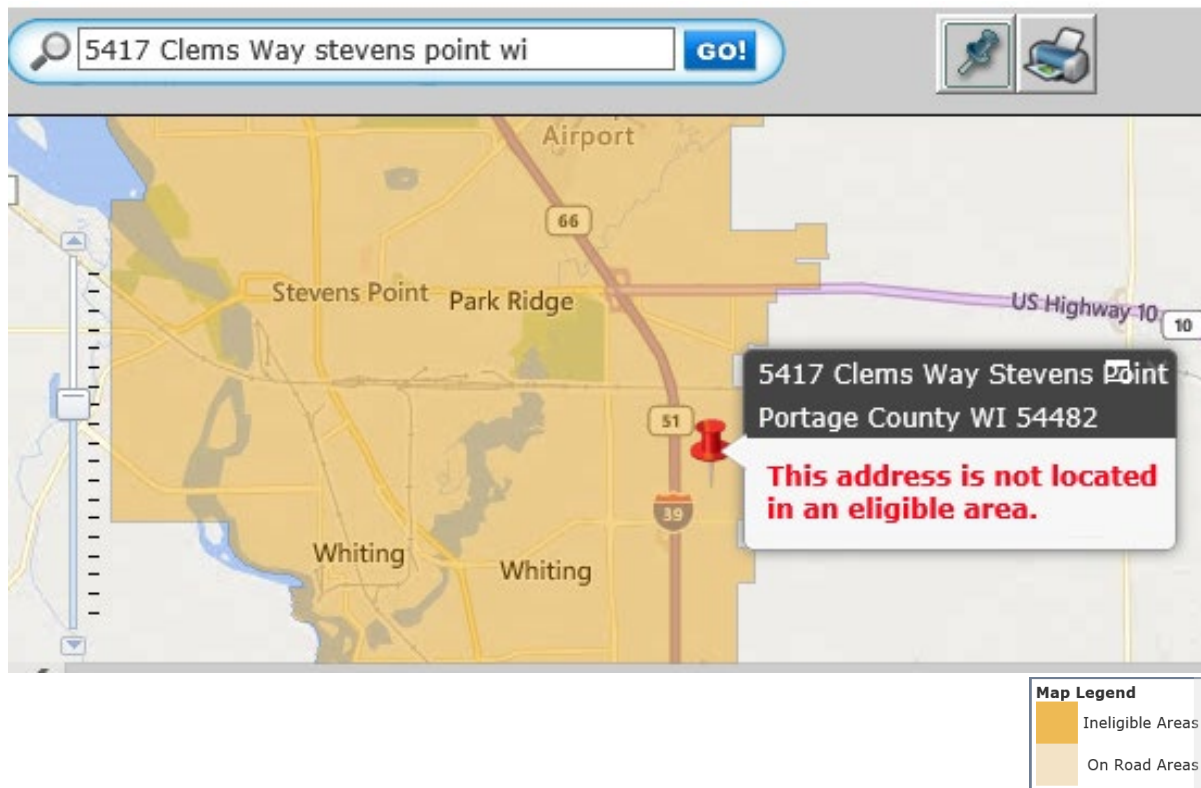 5417 Clems Way stevens point wi
GO!
Airport
66
Stevens Point
Park Ridge
US Highway 10
10
5417 Clems Way Stevens Point
Portage County WI 54482
51
This address is not located
in an eligible area.
39
Whiting
Whiting
Map Legend
Ineligible Areas
On Road Areas